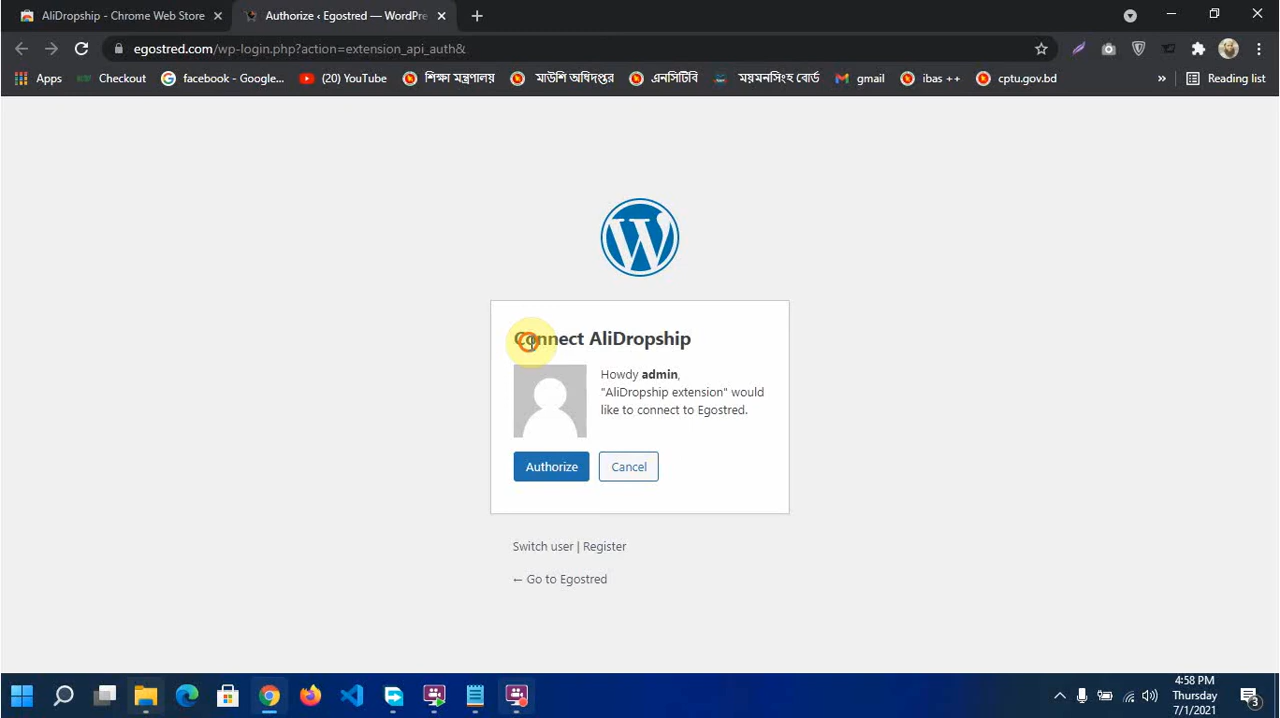 AliDropship - Chrome Web Store
Authorize ‹ Egostred — WordPre
egostred.com/wp-login.php?action=extension_api_auth&
Apps
Checkout
facebook - Google...
(20) YouTube
শিক্ষা মন্ত্রণালয়
মাউশি অধিদপ্তর
এনসিটিবি
ময়মনসিংহ বোর্ড
gmail
ibas ++
cptu.gov.bd
»
Reading list
Connect AliDropship
Howdy admin,
"AliDropship extension" would
like to connect to Egostred.
Authorize
Cancel
Switch user | Register
← Go to Egostred
4:58 PM
Thursday
7/1/2021
3